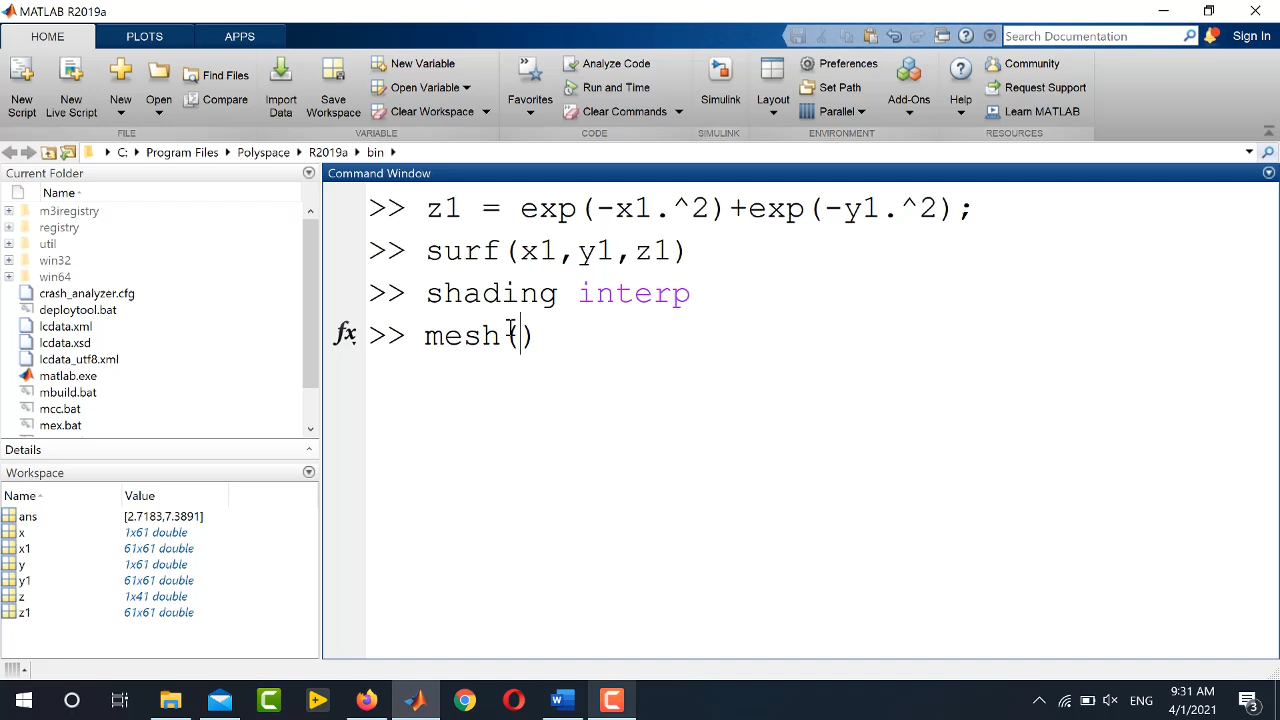 MATLAB R2019a
HOME PLOTS APPS
Search Documentation Sign In
New Script
New Live Script
New
Open
Find Files
Compare
Import Data
Save Workspace
New Variable
Open Variable
Clear Workspace
Favorites
Analyze Code
Run and Time
Clear Commands
Simulink
Layout
Preferences
Set Path
Parallel
Add-Ons
Help
Community
Request Support
Learn MATLAB
FILE VARIABLE CODE SIMULINK ENVIRONMENT RESOURCES
C: Program Files Polyspace R2019a bin
Current Folder
Name
m3iregistry
registry
util
win32
win64
crash_analyzer.cfg
deploytool.bat
lcdata.xml
lcdata.xsd
lcdata_utf8.xml
matlab.exe
mbuild.bat
mcc.bat
mex.bat
Details
Workspace
Name Value
ans [2.7183,7.3891]
x 1x61 double
x1 61x61 double
y 1x61 double
y1 61x61 double
z 1x41 double
z1 61x61 double
Command Window
>> z1 = exp(-x1.^2)+exp(-y1.^2);
>> surf(x1,y1,z1)
>> shading interp
fx >> mesh()
ENG
9:31 AM
4/1/2021
3